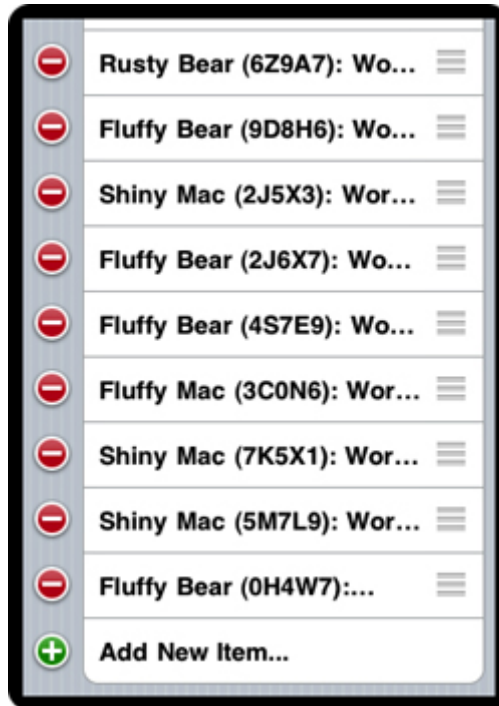 Rusty Bear (6Z9A7): Wo...
Fluffy Bear (9D8H6): Wo...
Shiny Mac (2J5X3): Wor...
Fluffy Bear (2J6X7): Wo...
Fluffy Bear (4S7E9): Wo...
Fluffy Mac (3C0N6): Wor...
Shiny Mac (7K5X1): Wor...
Shiny Mac (5M7L9): Wor...
Fluffy Bear (0H4W7):...
Add New Item...